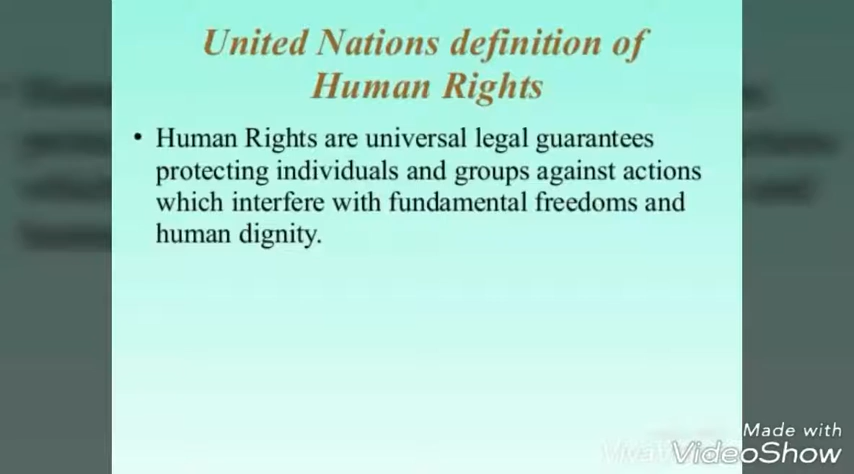 United Nations definition of
Human Rights
• Human Rights are universal legal guarantees
protecting individuals and groups against actions
which interfere with fundamental freedoms and
human dignity.
Made with
VideoShow